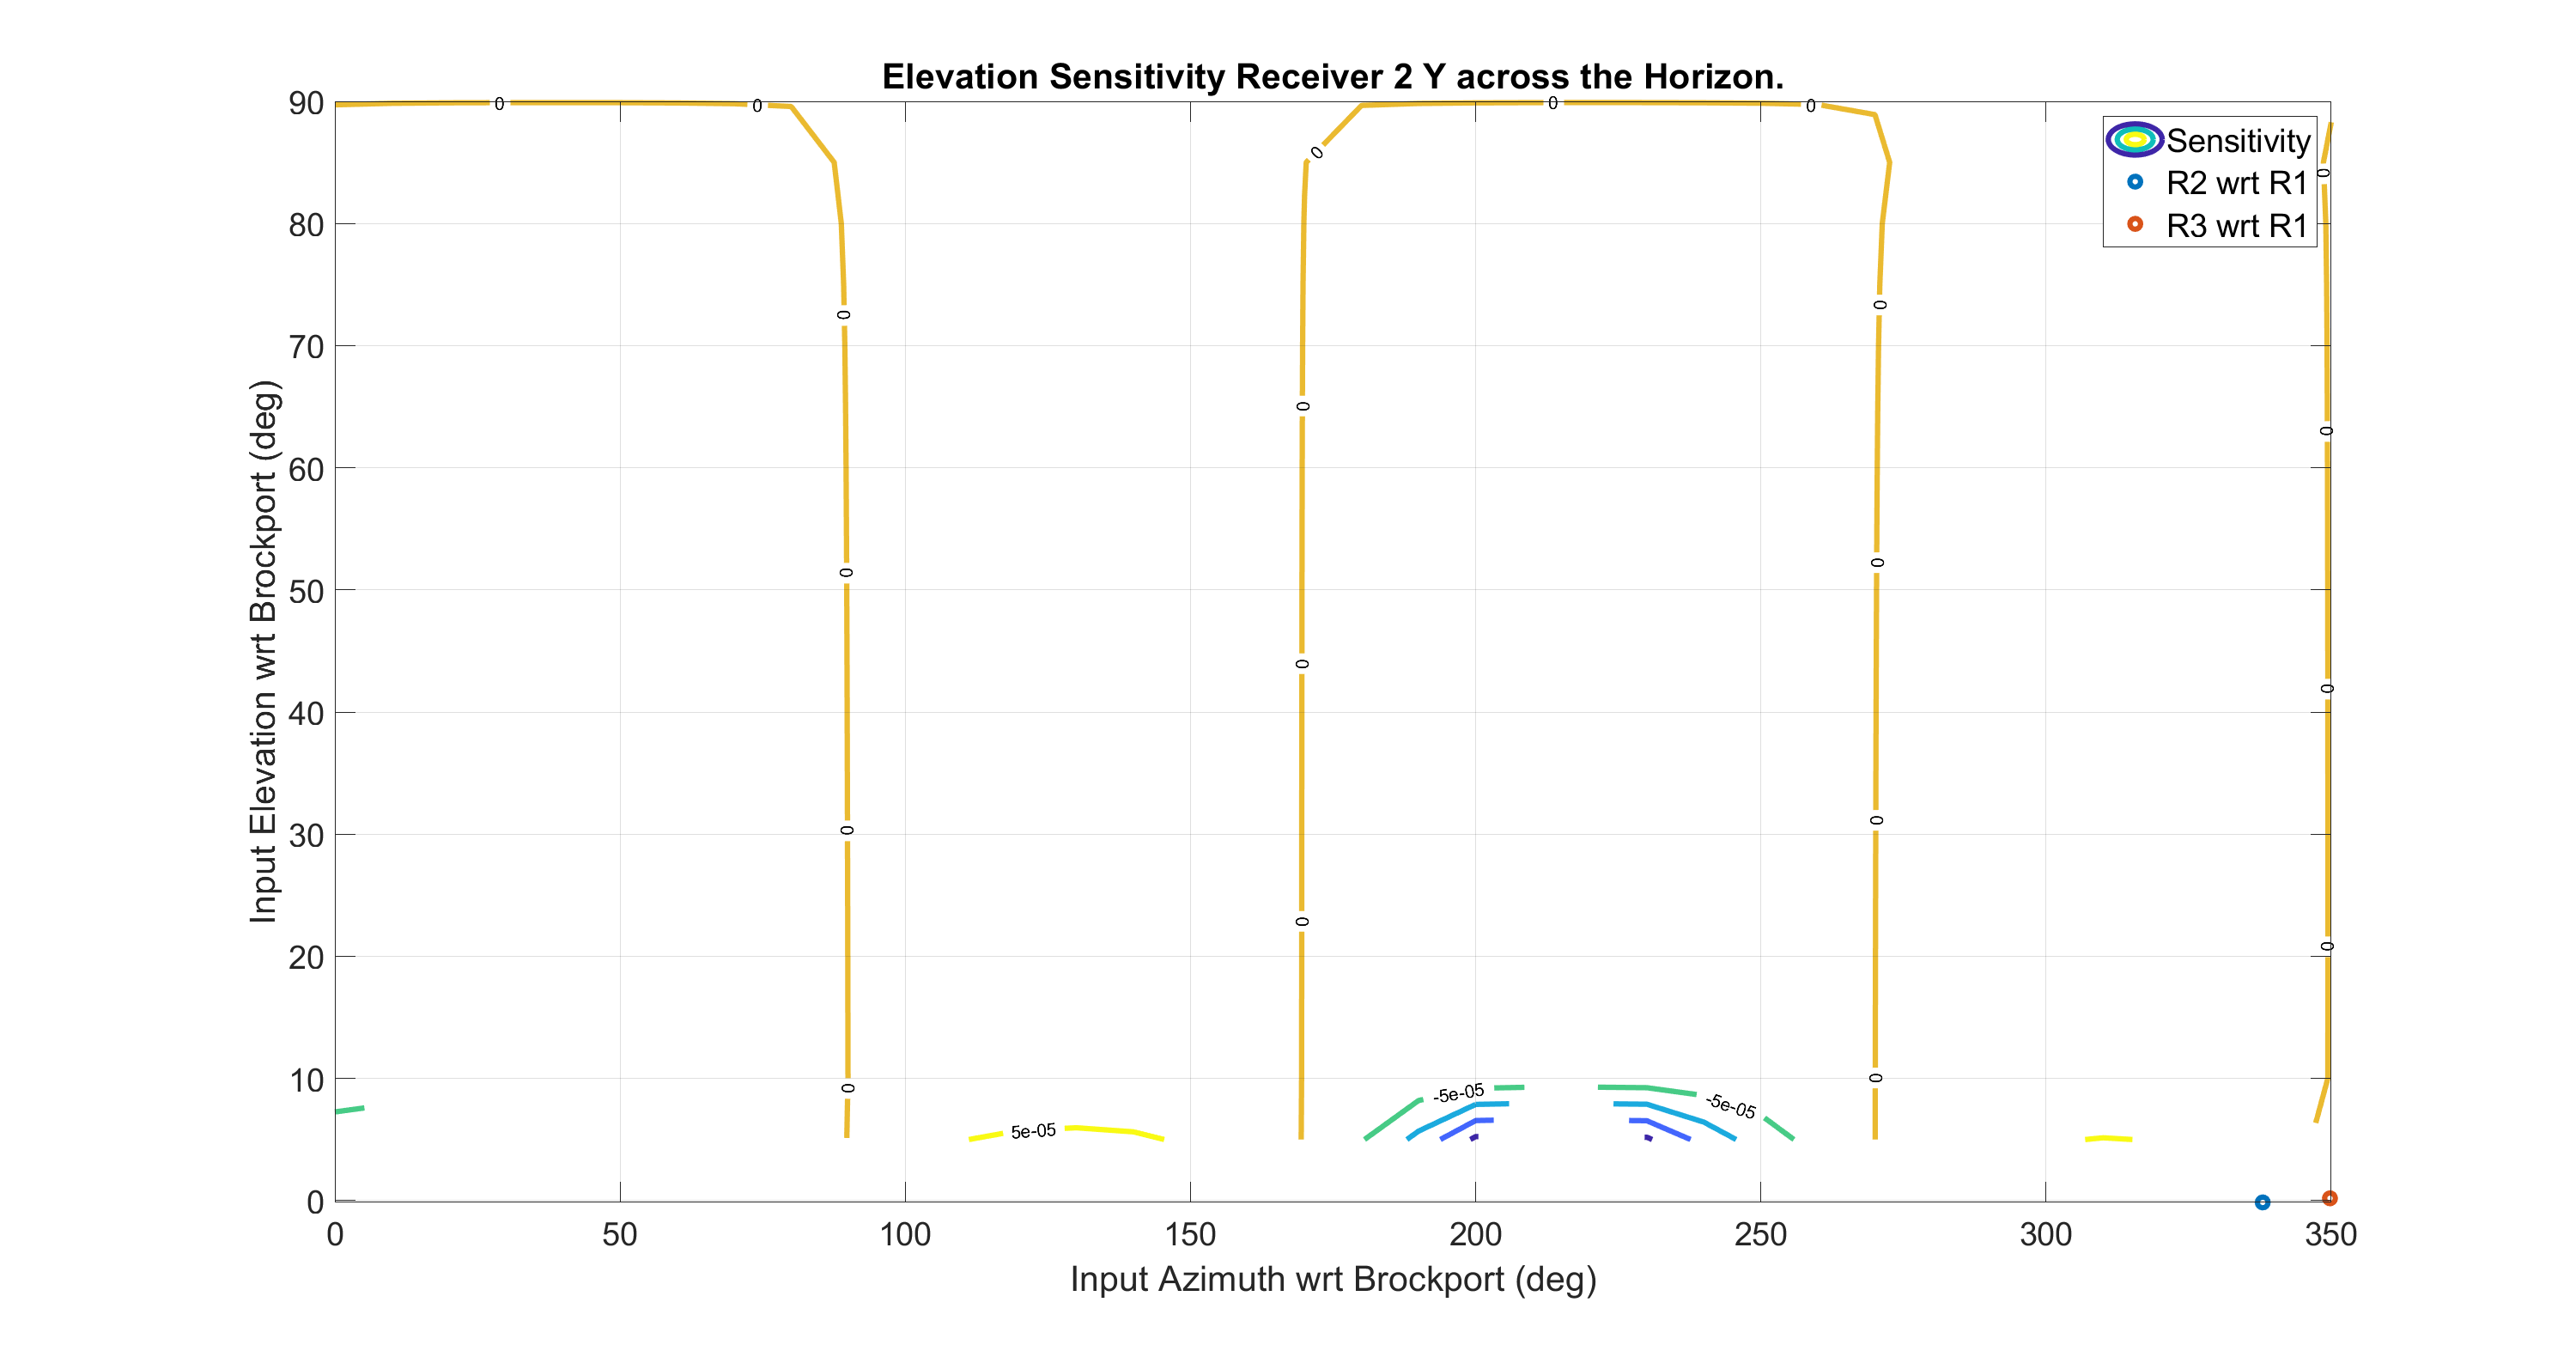 Elevation Sensitivity Receiver 2 Y across the Horizon.
Input Elevation wrt Brockport (deg)
90
80
70
60
50
40
30
20
10
0
0 0 0 0
0
0
0 0 0
0 0 0 0
0 0 0 0
0 0 0 0
5e-05
-5e-05
-5e-05
Sensitivity
R2 wrt R1
R3 wrt R1
0 50 100 150 200 250 300 350
Input Azimuth wrt Brockport (deg)